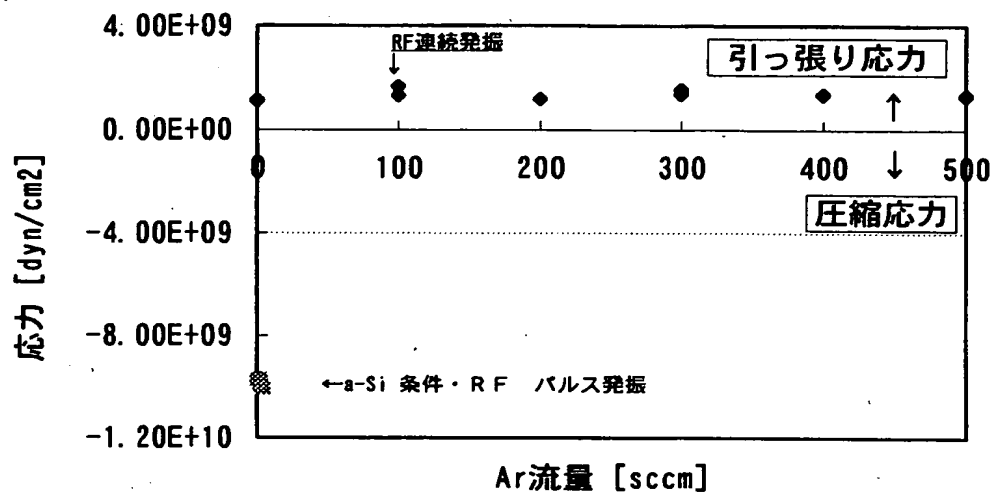 4. 00E+09
RF連続発振
↓
引っ張り応力
↑
0. 00E+00
0 100 200 300 400 500
↓
圧縮応力
-4. 00E+09
応力 [dyn/cm2]
-8. 00E+09
←a-Si 条件・RF パルス発振
-1. 20E+10
Ar流量 [sccm]